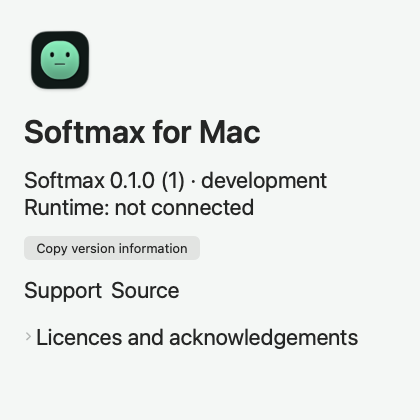 Softmax for Mac
Softmax 0.1.0 (1) · development
Runtime: not connected
Copy version information
Support Source
Licences and acknowledgements